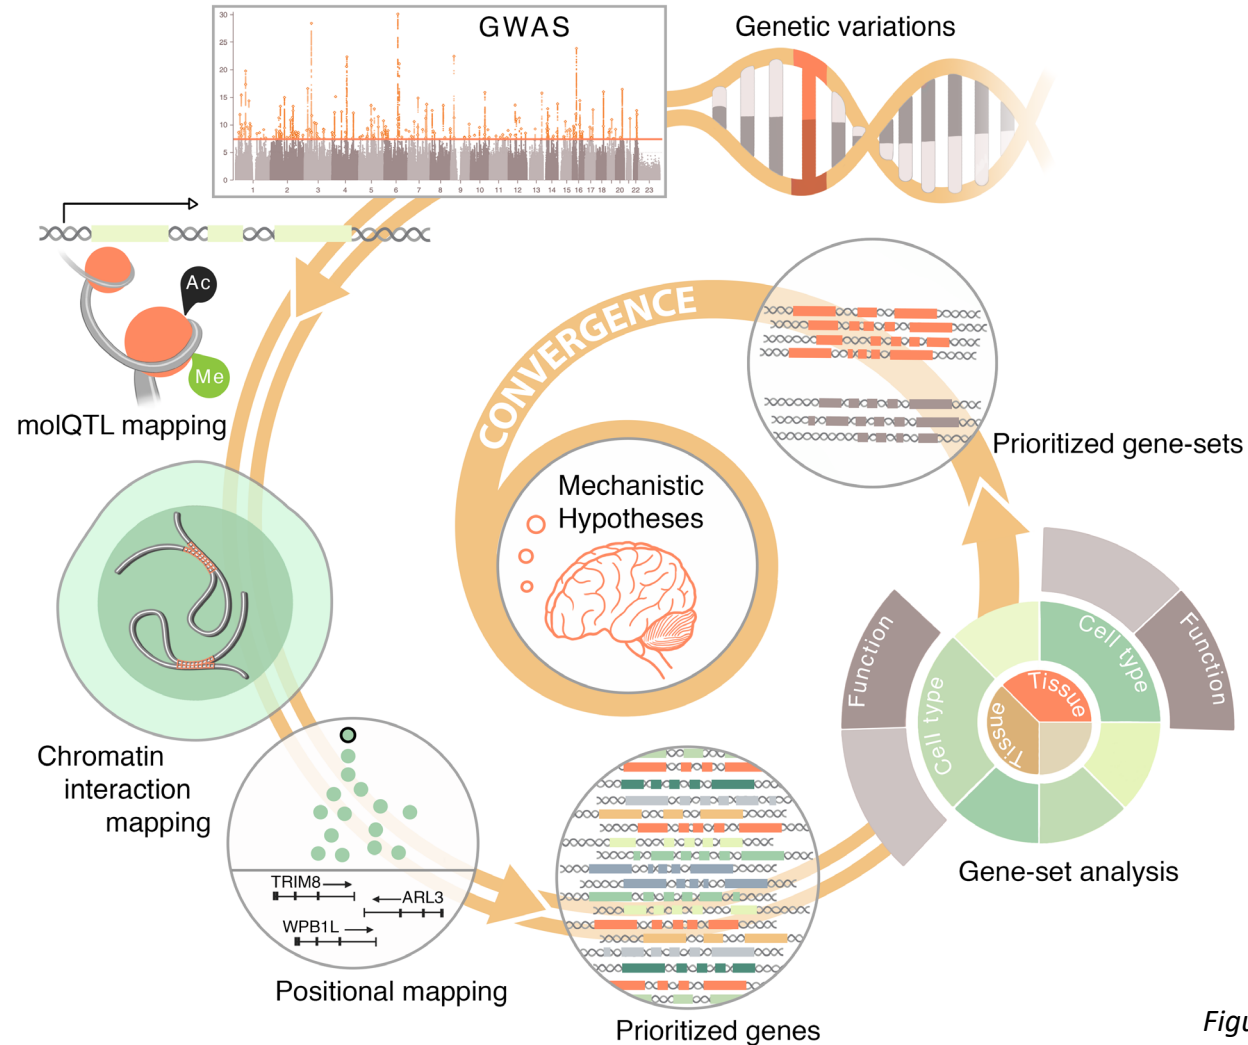 GWAS
Genetic variations
30
25
20
15
10
5
0
1 2 3 4 5 6 7 8 9 10 11 12 13 14 15 16 17 18 20 22 23
Ac
Me
molQTL mapping
CONVERGENCE
Prioritized gene-sets
Mechanistic
Hypotheses
Chromatin
interaction
mapping
TRIM8
ARL3
WPB1L
Positional mapping
Prioritized genes
Function
Cell type
Tissue
Tissue
Cell type
Function
Gene-set analysis
Figu